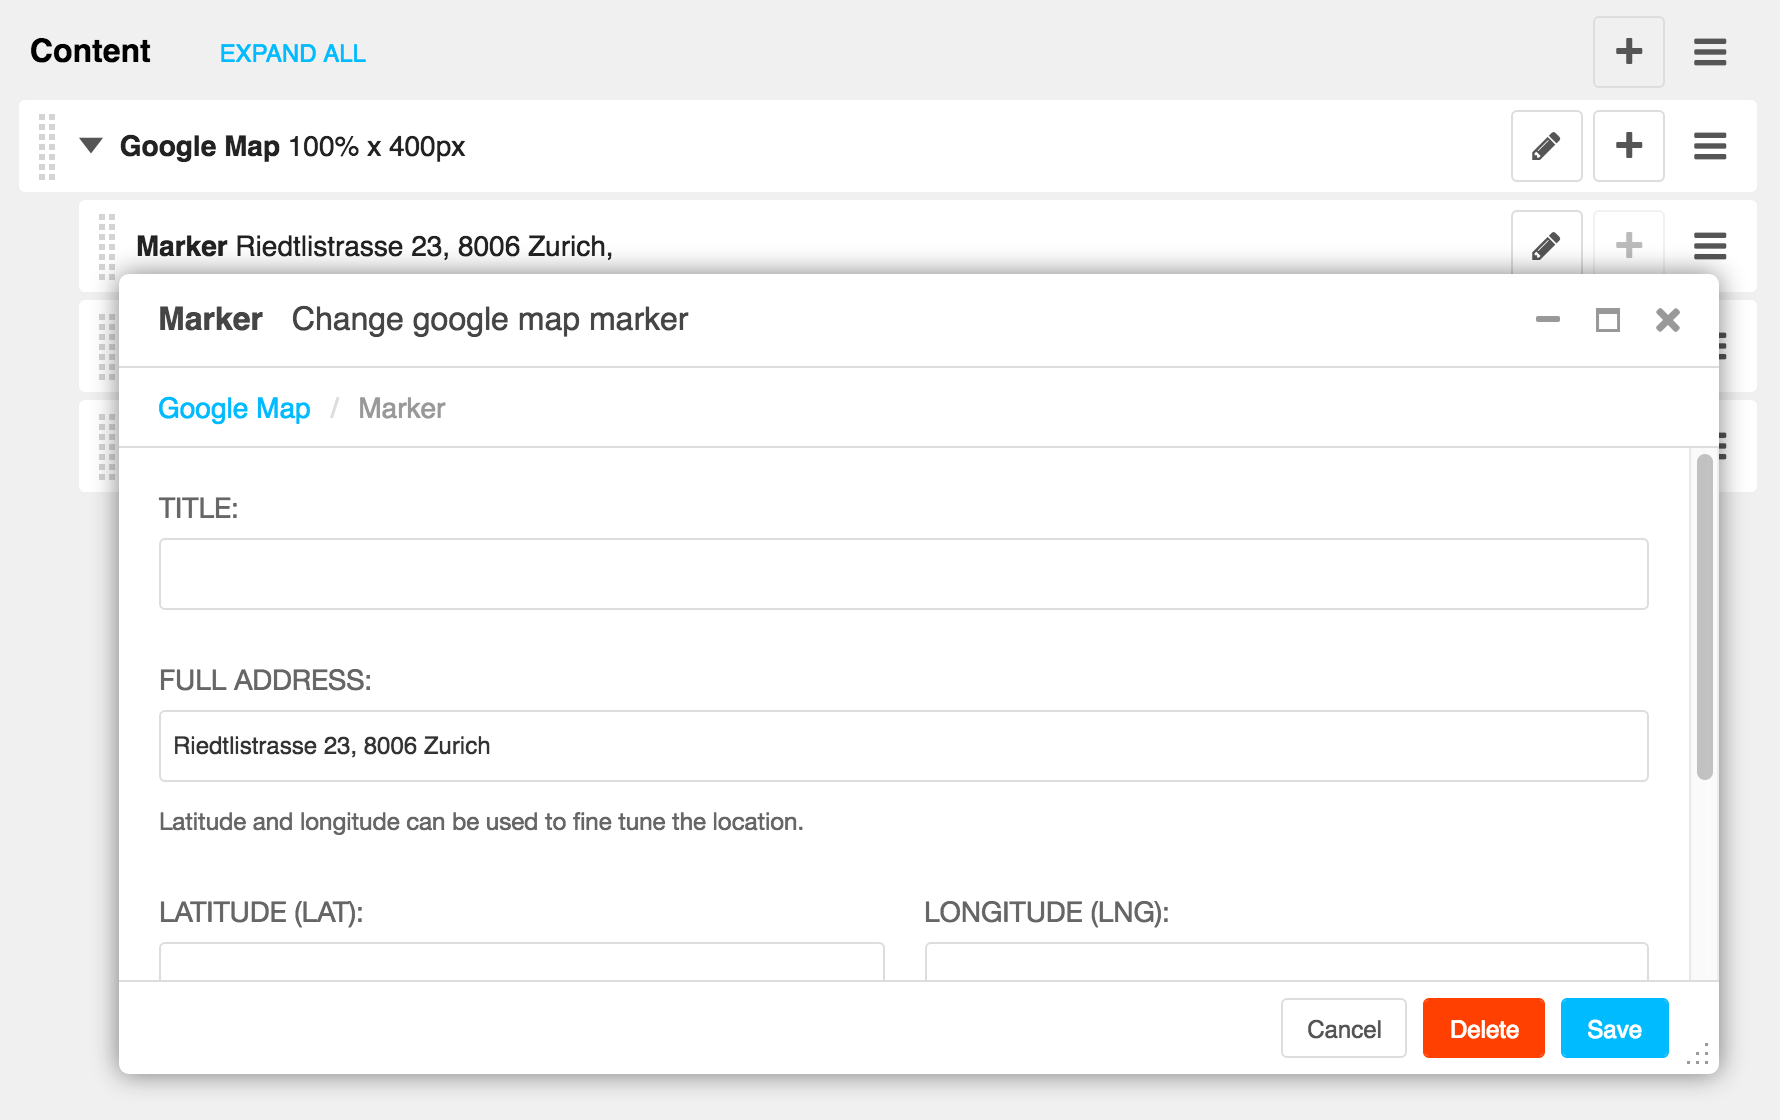 Content EXPAND ALL
Google Map 100% x 400px
Marker Riedtlistrasse 23, 8006 Zurich,
Marker Change google map marker
Google Map / Marker
TITLE:
FULL ADDRESS:
Riedtlistrasse 23, 8006 Zurich
Latitude and longitude can be used to fine tune the location.
LATITUDE (LAT): LONGITUDE (LNG):
Cancel Delete Save